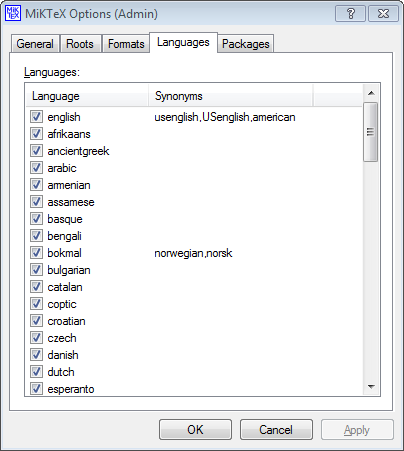 MiKTeX Options (Admin)
General Roots Formats Languages Packages
Languages:
Language Synonyms
english usenglish,USenglish,american
afrikaans
ancientgreek
arabic
armenian
assamese
basque
bengali
bokmal norwegian,norsk
bulgarian
catalan
coptic
croatian
czech
danish
dutch
esperanto
OK Cancel Apply